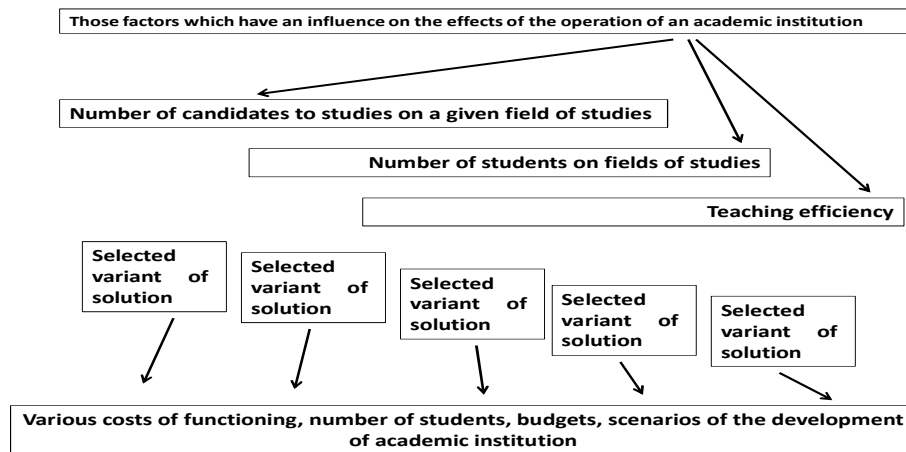 Those factors which have an influence on the effects of the operation of an academic institution
Number of candidates to studies on a given field of studies
Number of students on fields of studies
Teaching efficiency
Selected
variant of
solution
Selected
variant of
solution
Selected
variant of
solution
Selected
variant of
solution
Selected
variant of
solution
Various costs of functioning, number of students, budgets, scenarios of the development
of academic institution